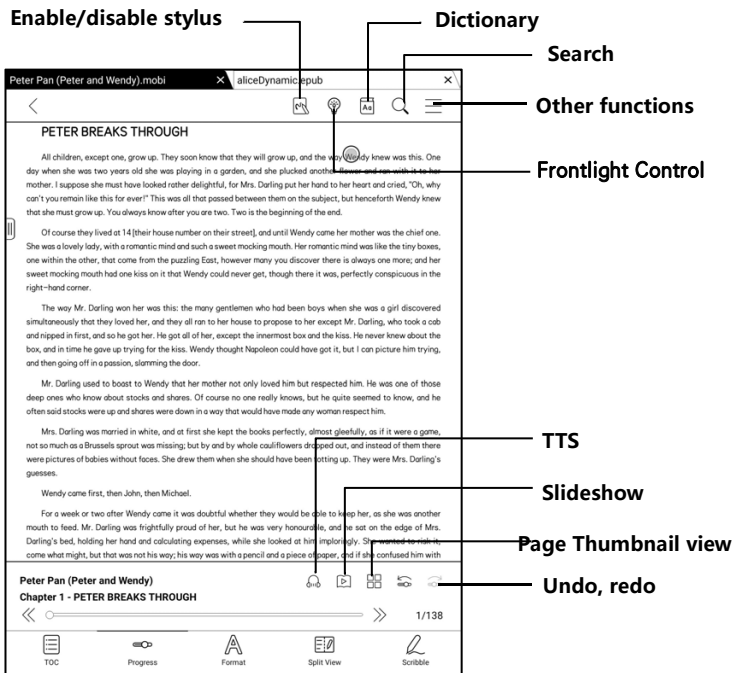 Enable/disable stylus
Dictionary
Search
Peter Pan (Peter and Wendy).mobi
aliceDynamic.epub
Other functions
Aa
PETER BREAKS THROUGH
Frontlight Control
All children, except one, grow up. They soon know that they will grow up, and the way Wendy knew was this. One
day when she was two years old she was playing in a garden, and she plucked another flower and ran with it to her
mother. I suppose she must have looked rather delightful, for Mrs. Darling put her hand to her heart and cried, "Oh, why
can't you remain like this for ever!" This was all that passed between them on the subject, but henceforth Wendy knew
that she must grow up. You always know after you are two. Two is the beginning of the end.
Of course they lived at 14 [their house number on their street], and until Wendy came her mother was the chief one.
She was a lovely lady, with a romantic mind and such a sweet mocking mouth. Her romantic mind was like the tiny boxes,
one within the other, that come from the puzzling East, however many you discover there is always one more; and her
sweet mocking mouth had one kiss on it that Wendy could never get, though there it was, perfectly conspicuous in the
right-hand corner.
The way Mr. Darling won her was this: the many gentlemen who had been boys when she was a girl discovered
simultaneously that they loved her, and they all ran to her house to propose to her except Mr. Darling, who took a cab
and nipped in first, and so he got her. He got all of her, except the innermost box and the kiss. He never knew about the
box, and in time he gave up trying for the kiss. Wendy thought Napoleon could have got it, but I can picture him trying,
and then going off in a passion, slamming the door.
Mr. Darling used to boast to Wendy that her mother not only loved him but respected him. He was one of those
deep ones who know about stocks and shares. Of course no one really knows, but he quite seemed to know, and he
often said stocks were up and shares were down in a way that would have made any woman respect him.
Mrs. Darling was married in white, and at first she kept the books perfectly, almost gleefully, as if it were a game,
not so much as a Brussels sprout was missing; but by and by whole cauliflowers dropped out, and instead of them there
were pictures of babies without faces. She drew them when she should have been totting up. They were Mrs. Darling's
guesses.
TTS
Wendy came first, then John, then Michael.
Slideshow
For a week or two after Wendy came it was doubtful whether they would be able to keep her, as she was another
mouth to feed. Mr. Darling was frightfully proud of her, but he was very honourable, and he sat on the edge of Mrs.
Darling's bed, holding her hand and calculating expenses, while she looked at him imploringly. She wanted to risk it,
come what might, but that was not his way; his way was with a pencil and a piece of paper, and if she confused him with
Page Thumbnail view
Peter Pan (Peter and Wendy)
Undo, redo
Chapter 1 - PETER BREAKS THROUGH
1/138
TOC
Progress
Format
Split View
Scribble